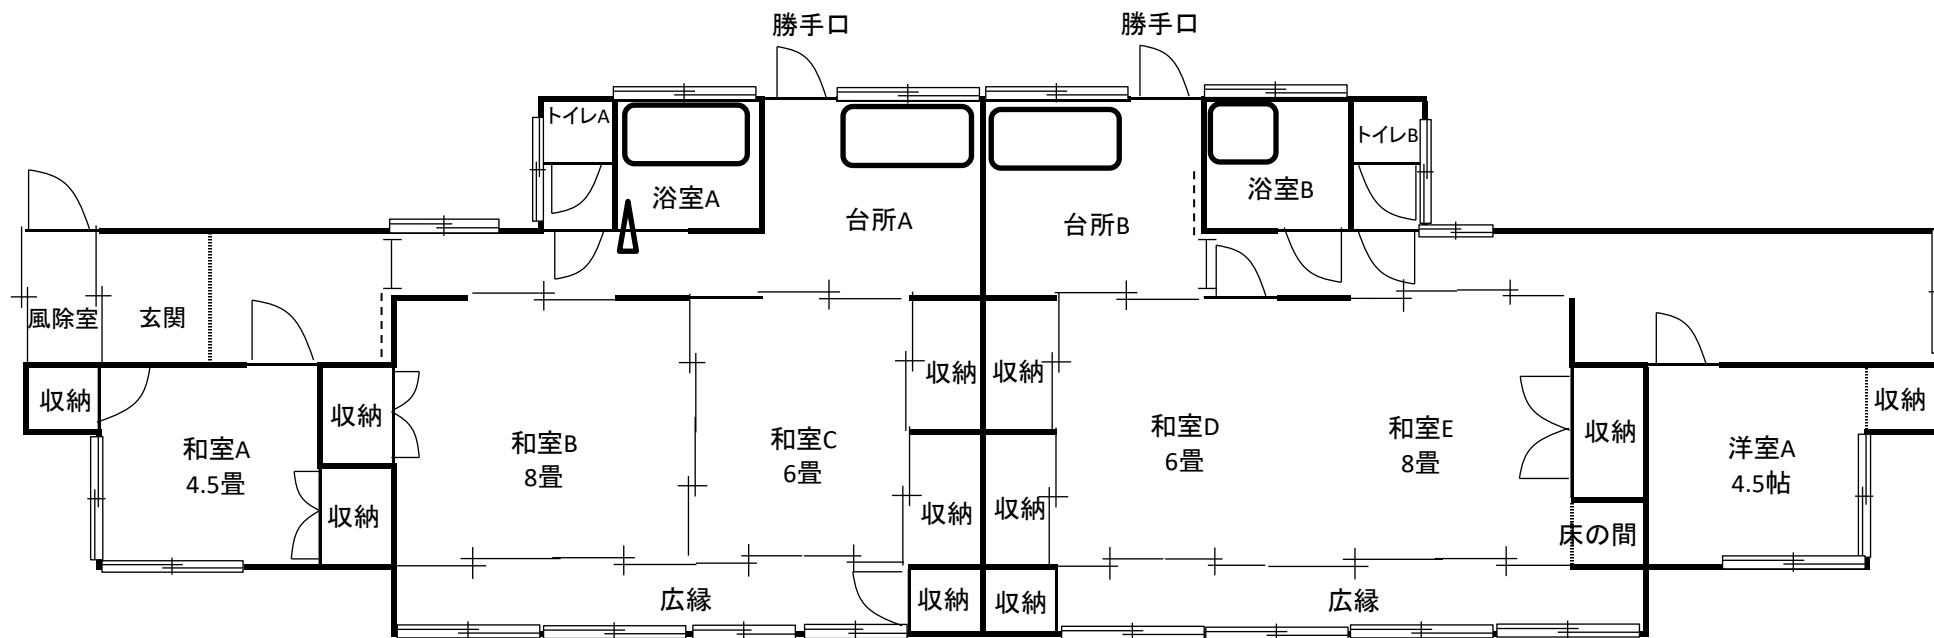 勝手口
勝手口
トイレA
トイレB
浴室A
浴室B
台所A
台所B
風除室
玄関
収納
収納
収納
収納
収納
収納
和室A
4.5畳
和室B
8畳
和室C
6畳
和室D
6畳
和室E
8畳
洋室A
4.5帖
収納
収納
収納
床の間
広縁
収納
収納
広縁